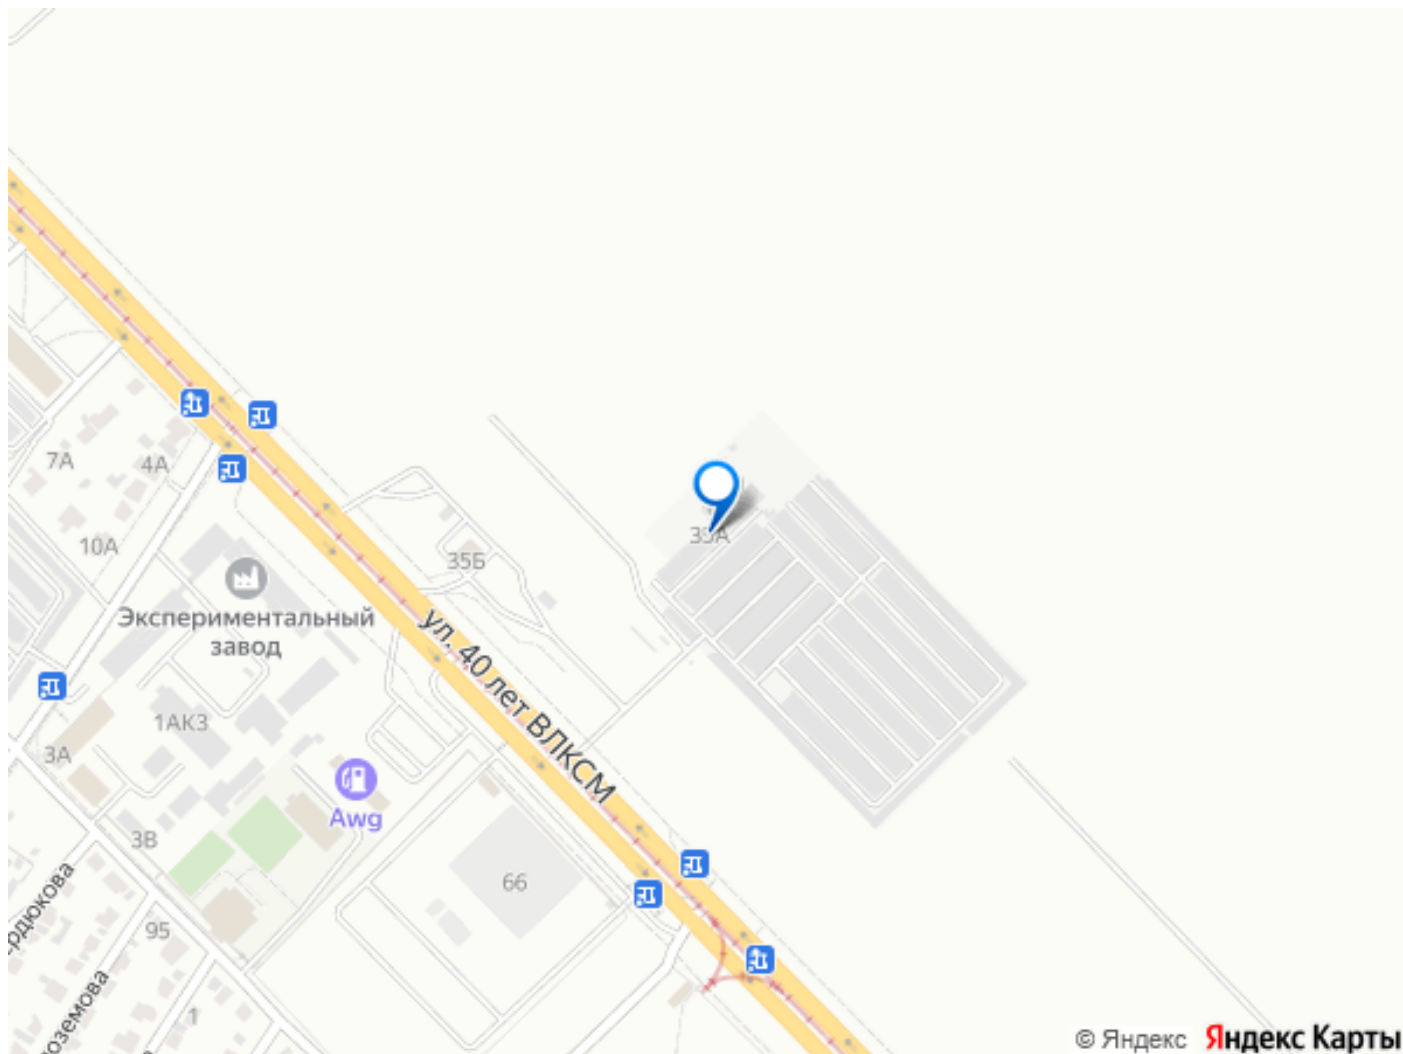 7А
4А
10А
35Б
Экспериментальный
завод
ул. 40 лет ВЛКСМ
1АК3
3А
Awg
3В
66
95
1
© Яндекс Яндекс Карты